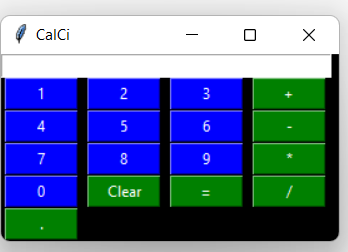 CalCi
1 2 3 +
4 5 6 -
7 8 9 *
0 Clear = /
.